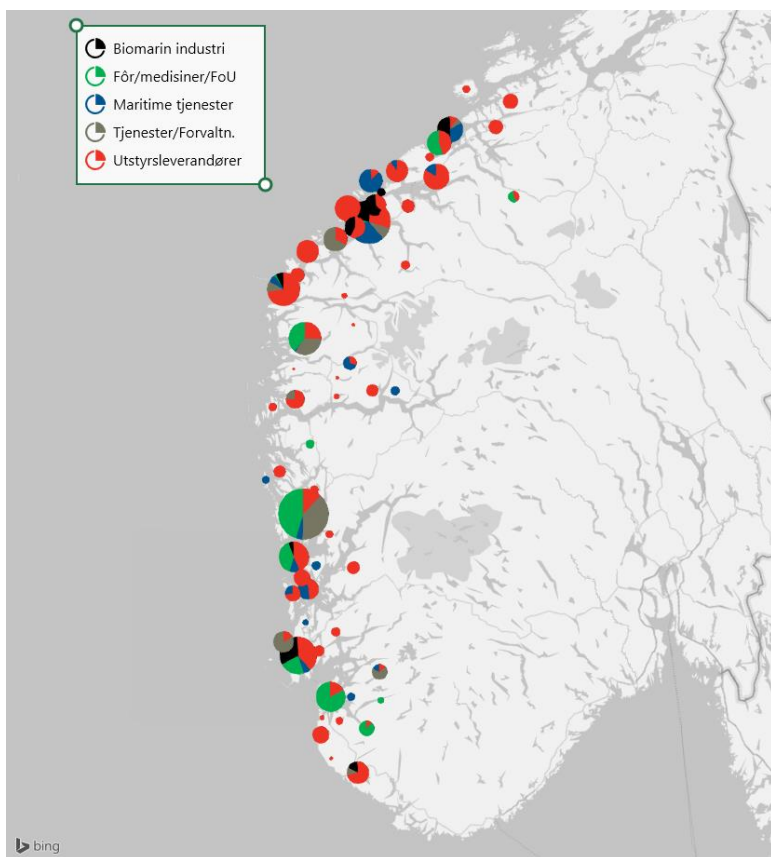 Biomarin industri
Fôr/medisiner/FoU
Maritime tjenester
Tjenester/Forvaltn.
Utstyrsleverandører
bing